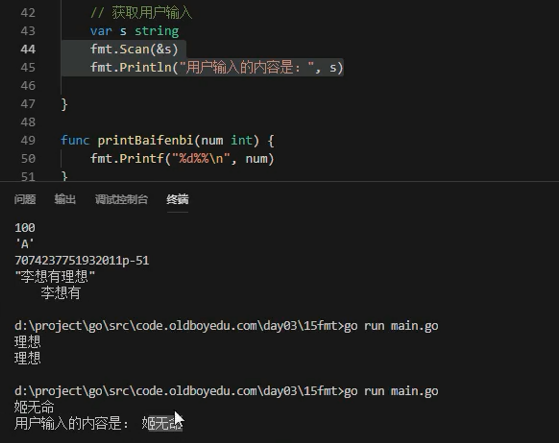 42 // 获取用户输入
43 var s string
44 fmt.Scan(&s)
45 fmt.Println("用户输入的内容是：", s)
46
47 }
48
49 func printBaifenbi(num int) {
50 fmt.Printf("%d%%\n", num)
51 }
问题 输出 调试控制台 终端
100
'A'
7074237751932011p-51
"李想有理想"
李想有
d:\project\go\src\code.oldboyedu.com\day03\15fmt>go run main.go
理想
理想
d:\project\go\src\code.oldboyedu.com\day03\15fmt>go run main.go
姬无命
用户输入的内容是： 姬无命